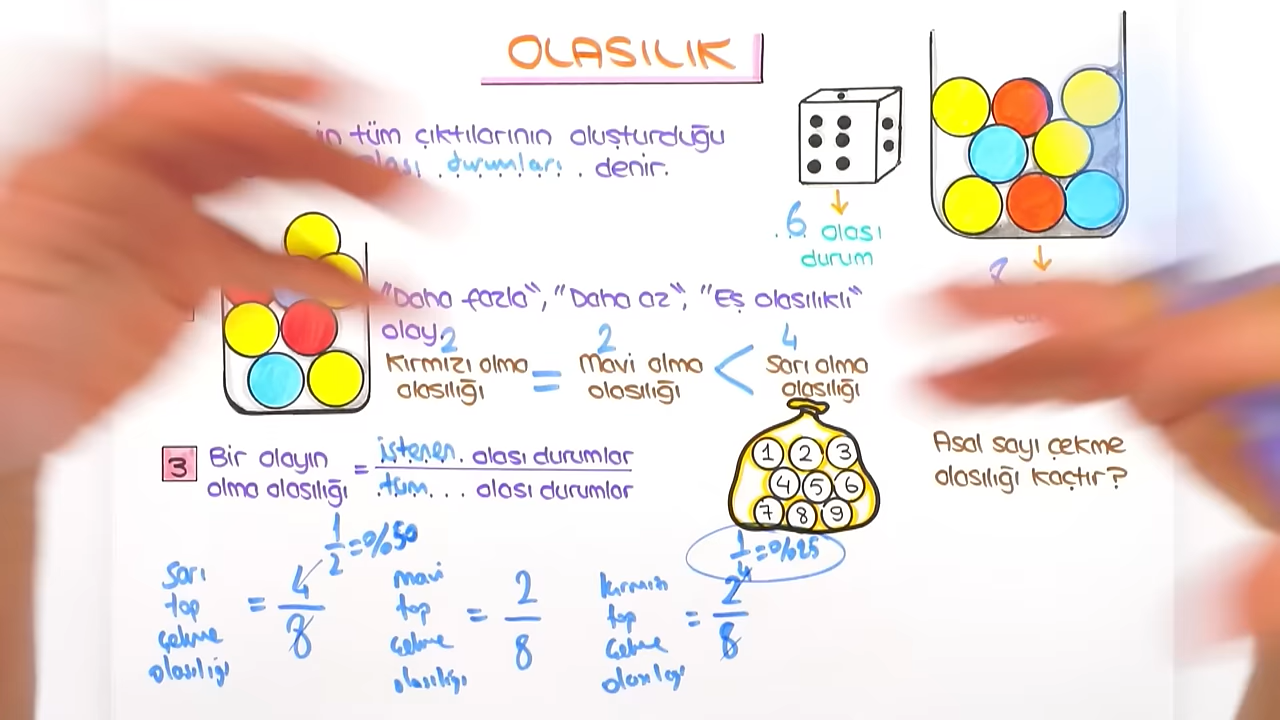 OLASILIK
tüm çıktılarının oluşturduğu
durumları denir.
6 olası
durum
8
"Daha fazla", "Daha az", "Eş olasılıklı"
olay
2 2 4
Kırmızı olma = Mavi olma < Sarı olma
olasılığı olasılığı olasılığı
3 Bir olayın = istenen. olası durumlar
olma olasılığı .tüm. . . olası durumlar
1 2 3
4 5 6
7 8 9
Asal sayı çekme
olasılığı kaçtır?
1/2 = %50
1/4 = %25
Sarı top çekme olasılığı = 4/8
mavi top çekme olasılığı = 2/8
kırmızı top çekme olasılığı = 2/8